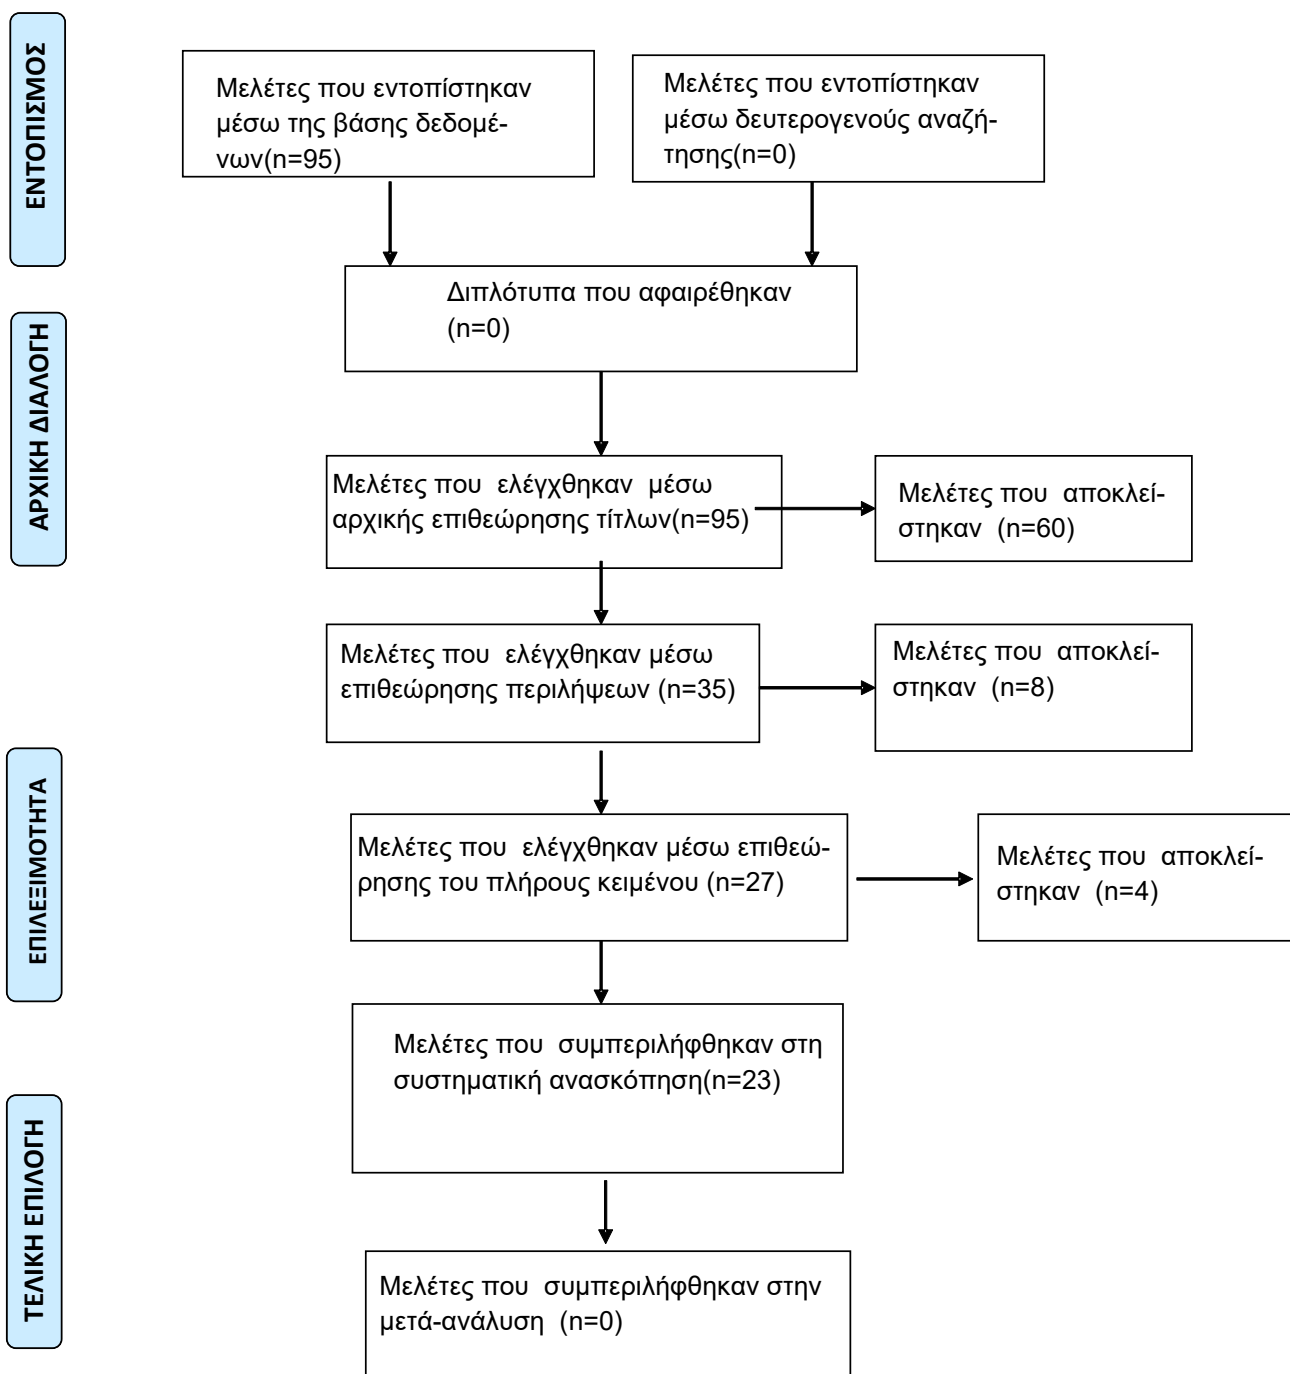 ΕΝΤΟΠΙΣΜΟΣ
Μελέτες που εντοπίστηκαν
μέσω της βάσης δεδομέ-
νων(n=95)
Μελέτες που εντοπίστηκαν
μέσω δευτερογενούς αναζή-
τησης(n=0)
Διπλότυπα που αφαιρέθηκαν
(n=0)
ΑΡΧΙΚΗ ΔΙΑΛΟΓΗ
Μελέτες που ελέγχθηκαν μέσω
αρχικής επιθεώρησης τίτλων(n=95)
Μελέτες που αποκλεί-
στηκαν (n=60)
Μελέτες που ελέγχθηκαν μέσω
επιθεώρησης περιλήψεων (n=35)
Μελέτες που αποκλεί-
στηκαν (n=8)
ΕΠΙΛΕΞΙΜΟΤΗΤΑ
Μελέτες που ελέγχθηκαν μέσω επιθεώ-
ρησης του πλήρους κειμένου (n=27)
Μελέτες που αποκλεί-
στηκαν (n=4)
Μελέτες που συμπεριλήφθηκαν στη
συστηματική ανασκόπηση(n=23)
ΤΕΛΙΚΗ ΕΠΙΛΟΓΗ
Μελέτες που συμπεριλήφθηκαν στην
μετά-ανάλυση (n=0)